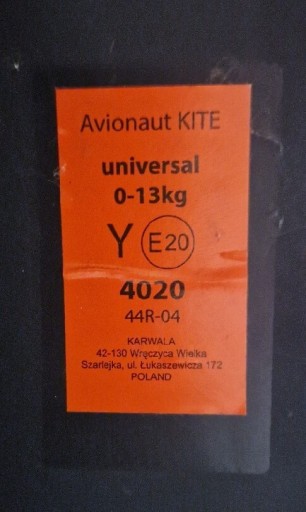 Avionaut KITE
universal
0-13kg
Y E20
4020
44R-04
KARWALA
42-130 Wręczyca Wielka
Szarlejka, ul. Łukaszewicza 172
POLAND